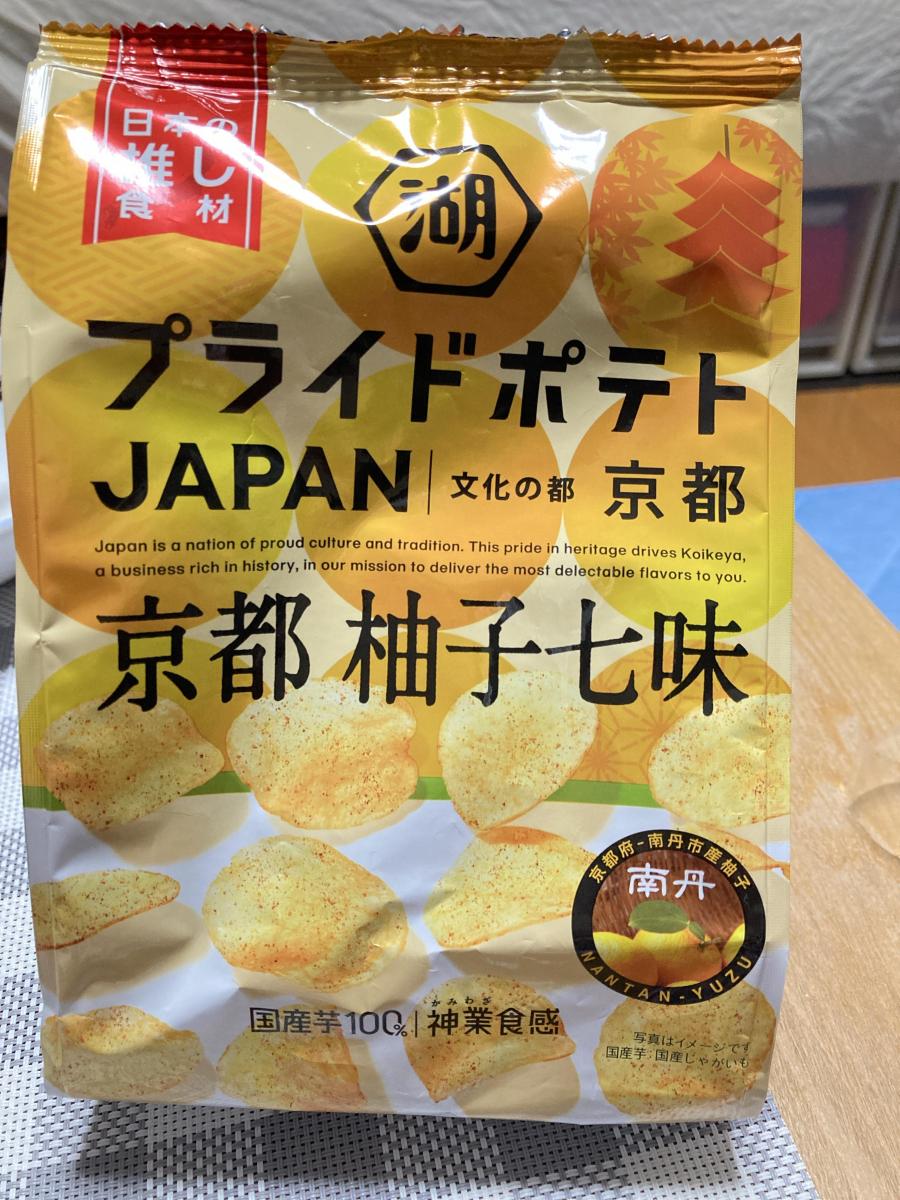 日本の
推し
食材
湖
プライドポテト
JAPAN 文化の都 京都
Japan is a nation of proud culture and tradition. This pride in heritage drives Koikeya,
a business rich in history, in our mission to deliver the most delectable flavors to you.
京都 柚子七味
京都府-南丹市産柚子
南丹
NANTAN-YUZU
かみわざ
国産芋100%|神業食感
写真はイメージです
国産芋:国産じゃがいも